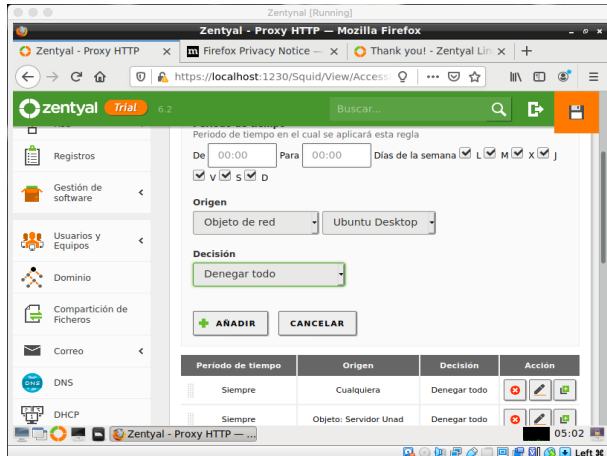 Zentynal [Running]
Zentyal - Proxy HTTP — Mozilla Firefox
Zentyal - Proxy HTTP × m Firefox Privacy Notice — × Thank you! - Zentyal Lin × +
https://localhost:1230/Squid/View/Access
zentyal Trial 6.2 Buscar...
Periodo de tiempo en el cual se aplicará esta regla
De 00:00 Para 00:00 Días de la semana L M X J
V S D
Registros
Gestión de
software
Origen
Objeto de red Ubuntu Desktop
Usuarios y
Equipos
Decisión
Denegar todo
Dominio
Compartición de
Ficheros
AÑADIR CANCELAR
Correo
Período de tiempo Origen Decisión Acción
DNS
Siempre Cualquiera Denegar todo
DHCP
Siempre Objeto: Servidor Unad Denegar todo
Zentyal - Proxy HTTP — ... 05:02
Left ⌘